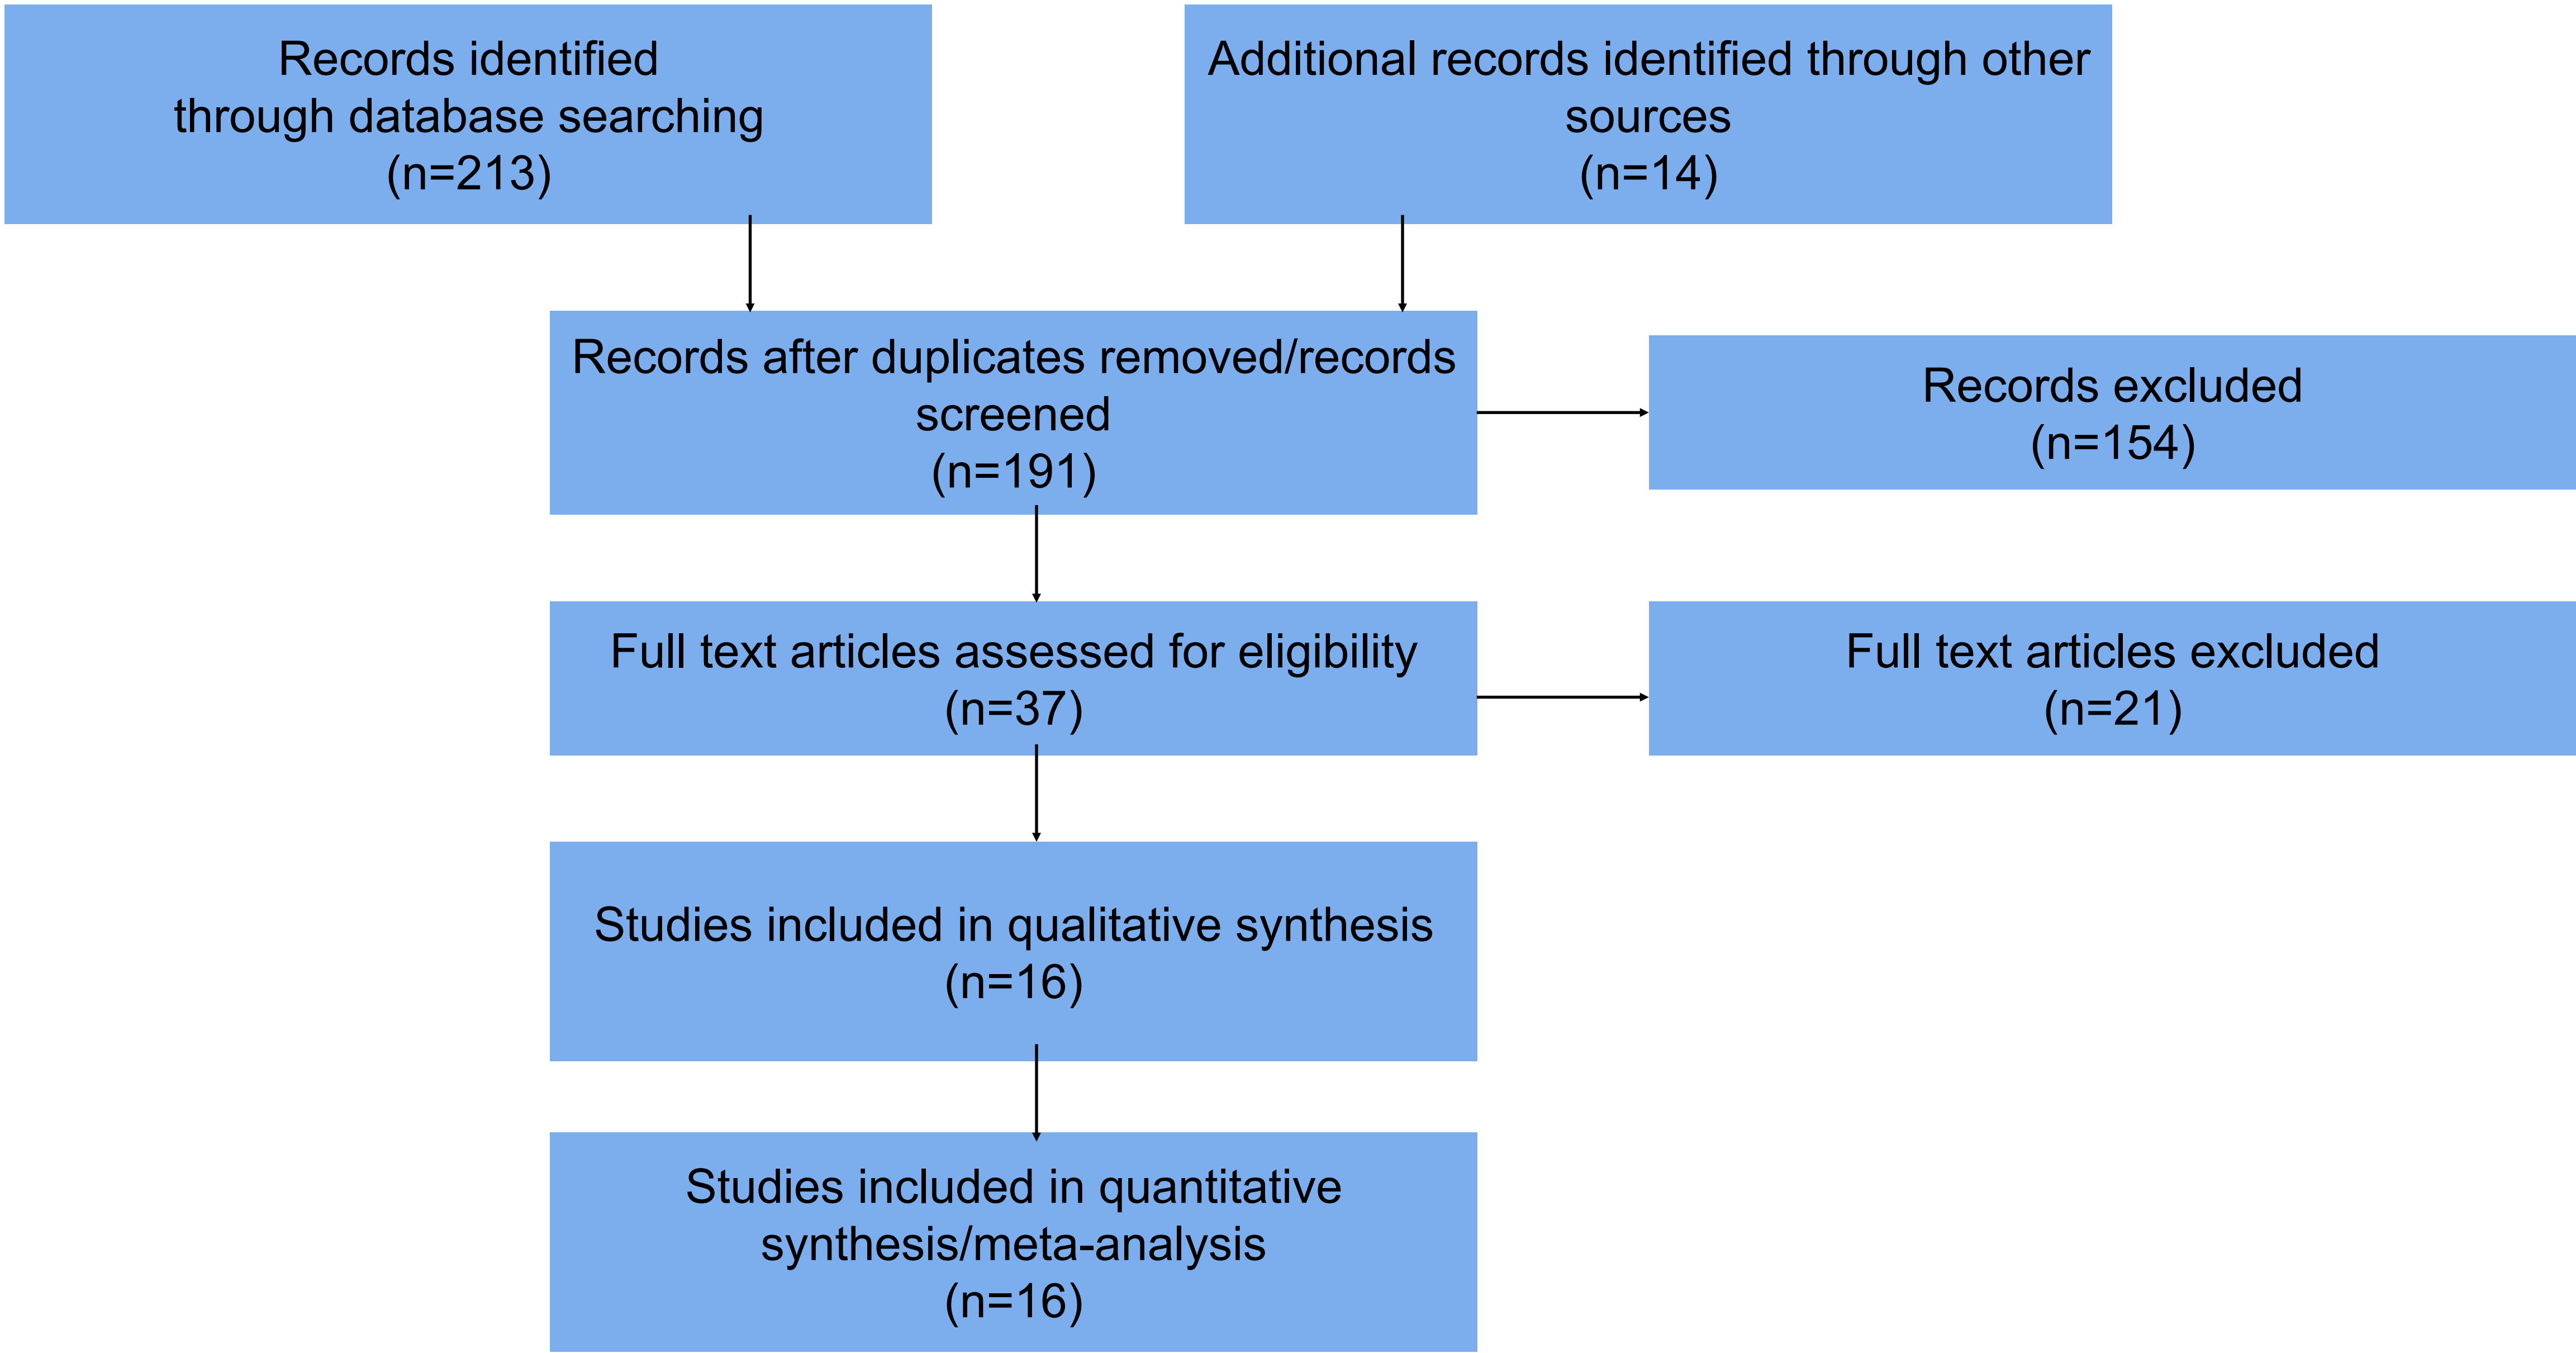 Records identified
through database searching
(n=213)
Additional records identified through other
sources
(n=14)
Records after duplicates removed/records
screened
(n=191)
Records excluded
(n=154)
Full text articles assessed for eligibility
(n=37)
Full text articles excluded
(n=21)
Studies included in qualitative synthesis
(n=16)
Studies included in quantitative
synthesis/meta-analysis
(n=16)